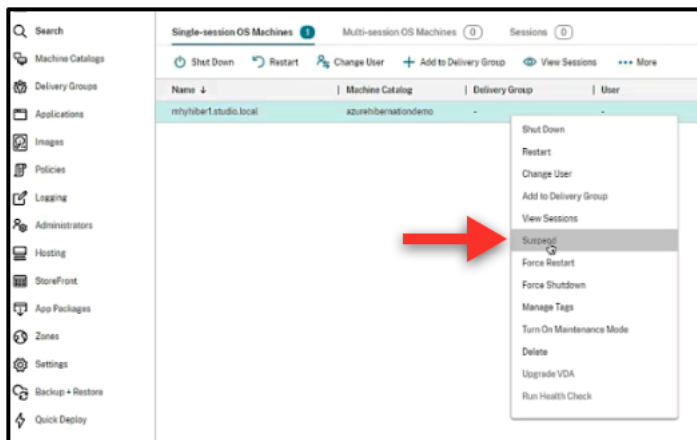 Search
Machine Catalogs
Delivery Groups
Applications
Images
Policies
Logging
Administrators
Hosting
StoreFront
App Packages
Zones
Settings
Backup + Restore
Quick Deploy
Single-session OS Machines 1 Multi-session OS Machines 0 Sessions 0
Shut Down Restart Change User Add to Delivery Group View Sessions ••• More
Name ↓ Machine Catalog Delivery Group User
mhyhiber1.studio.local azurehibernationdemo - -
Shut Down
Restart
Change User
Add to Delivery Group
View Sessions
Suspend
Force Restart
Force Shutdown
Manage Tags
Turn On Maintenance Mode
Delete
Upgrade VDA
Run Health Check